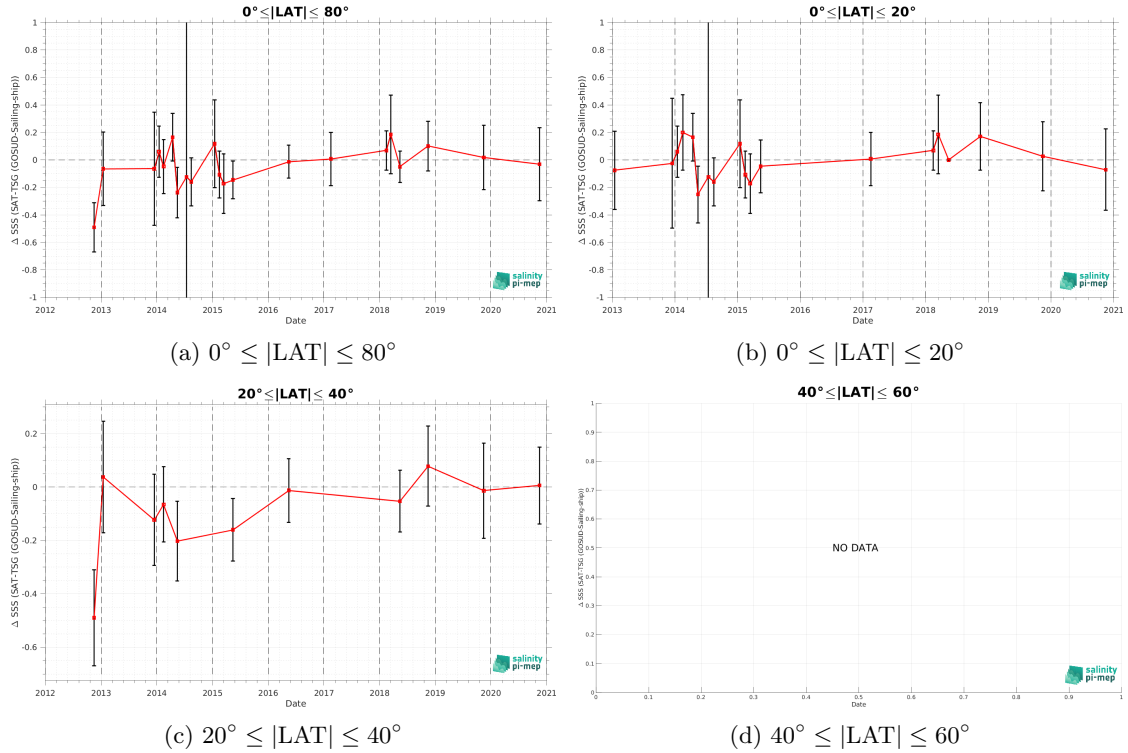 0°≤|LAT|≤ 80°
1
0.8
0.6
0.4
0.2
0
-0.2
-0.4
-0.6
-0.8
-1
Δ SSS (SAT-TSG (GOSUD-Sailing-ship))
2012 2013 2014 2015 2016 2017 2018 2019 2020 2021
Date
salinity
pi-mep
(a) 0° ≤ |LAT| ≤ 80°
0°≤|LAT|≤ 20°
1
0.8
0.6
0.4
0.2
0
-0.2
-0.4
-0.6
-0.8
-1
Δ SSS (SAT-TSG (GOSUD-Sailing-ship))
2013 2014 2015 2016 2017 2018 2019 2020 2021
Date
salinity
pi-mep
(b) 0° ≤ |LAT| ≤ 20°
20°≤|LAT|≤ 40°
0.2
0
-0.2
-0.4
-0.6
Δ SSS (SAT-TSG (GOSUD-Sailing-ship))
2012 2013 2014 2015 2016 2017 2018 2019 2020 2021
Date
salinity
pi-mep
(c) 20° ≤ |LAT| ≤ 40°
40°≤|LAT|≤ 60°
1
0.9
0.8
0.7
0.6
0.5
0.4
0.3
0.2
0.1
0
Δ SSS (SAT-TSG (GOSUD-Sailing-ship))
NO DATA
0 0.1 0.2 0.3 0.4 0.5 0.6 0.7 0.8 0.9 1
Date
salinity
pi-mep
(d) 40° ≤ |LAT| ≤ 60°